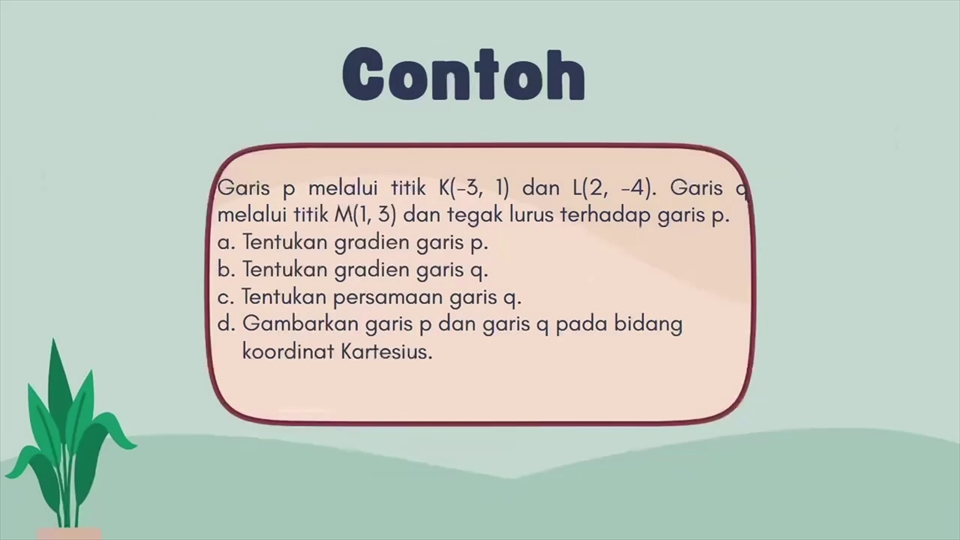 Contoh
Garis p melalui titik K(-3, 1) dan L(2, -4). Garis q
melalui titik M(1, 3) dan tegak lurus terhadap garis p.
a. Tentukan gradien garis p.
b. Tentukan gradien garis q.
c. Tentukan persamaan garis q.
d. Gambarkan garis p dan garis q pada bidang
koordinat Kartesius.